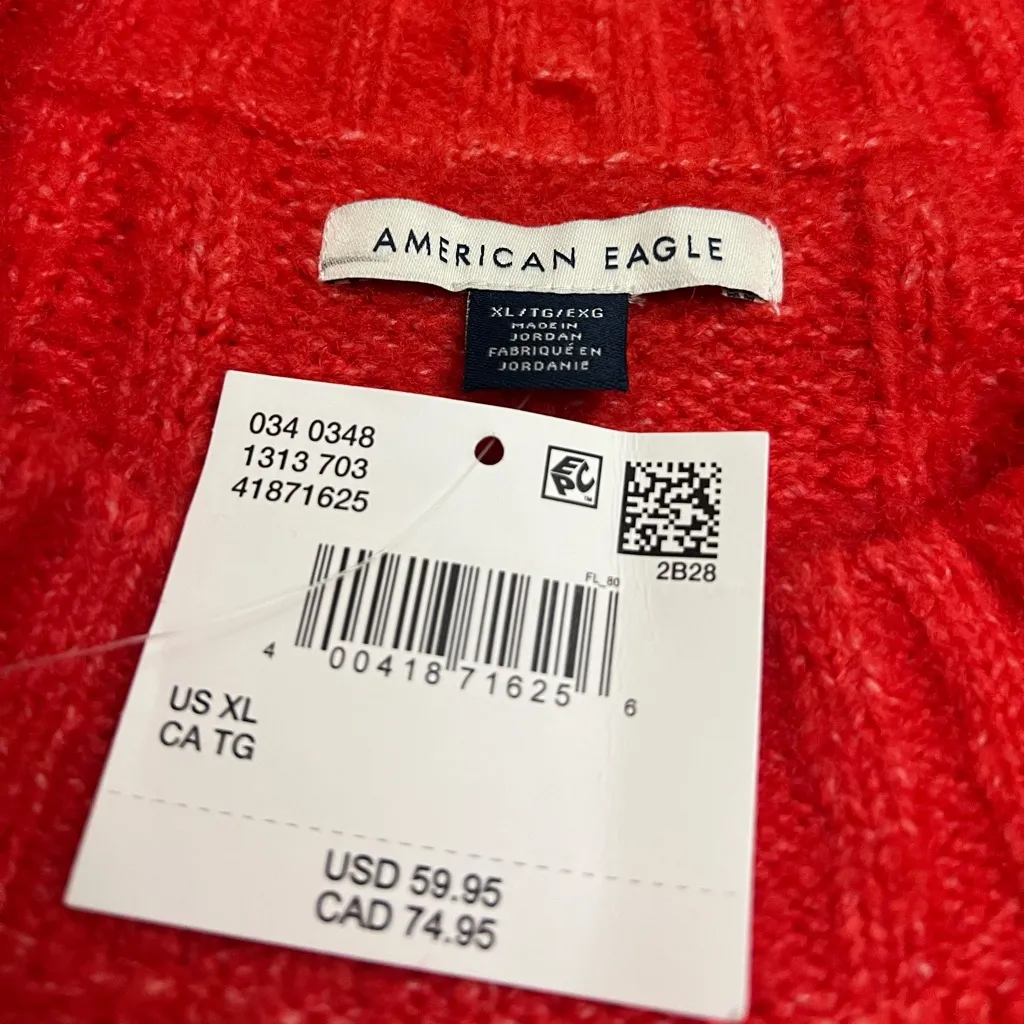 AMERICAN EAGLE
XL/TG/EXG
MADE IN
JORDAN
FABRIQUÉ EN
JORDANIE
034 0348
1313 703
41871625
EPC
TM
2B28
FL_80
4 00418 71625 6
US XL
CA TG
USD 59.95
CAD 74.95